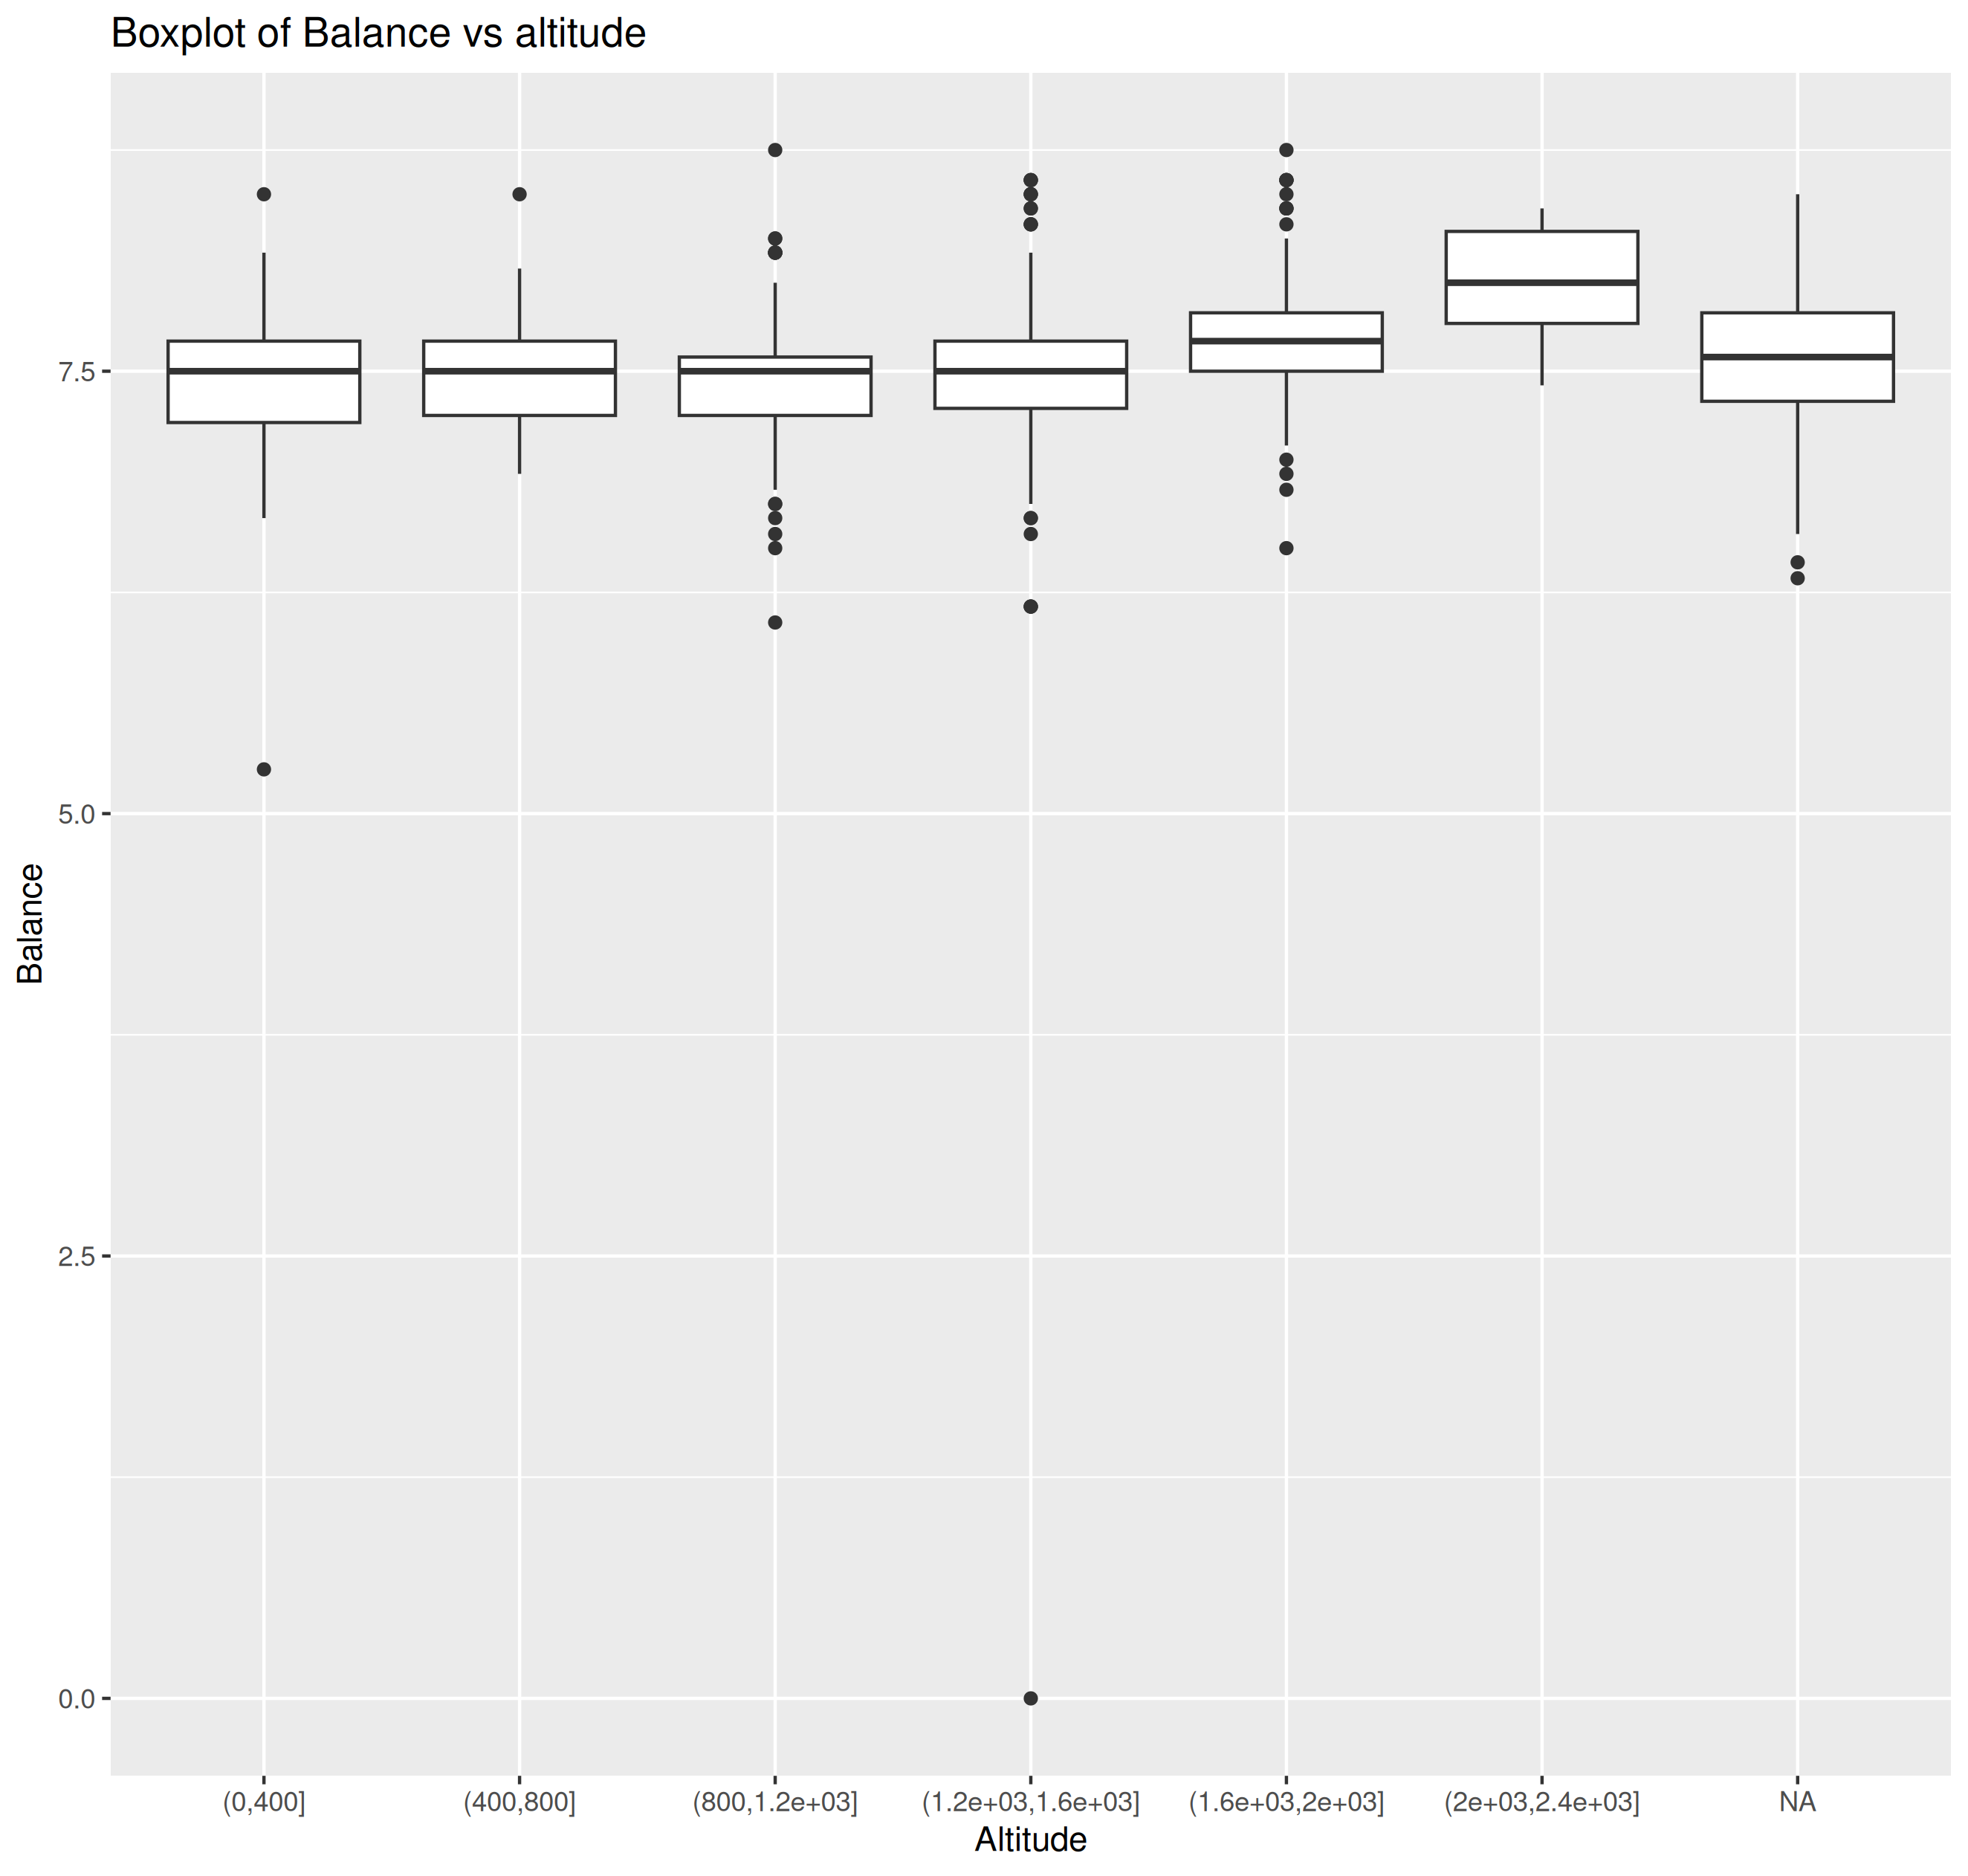 Boxplot of Balance vs altitude
Balance
7.5
5.0
2.5
0.0
(0,400] (400,800] (800,1.2e+03] (1.2e+03,1.6e+03] (1.6e+03,2e+03] (2e+03,2.4e+03] NA
Altitude